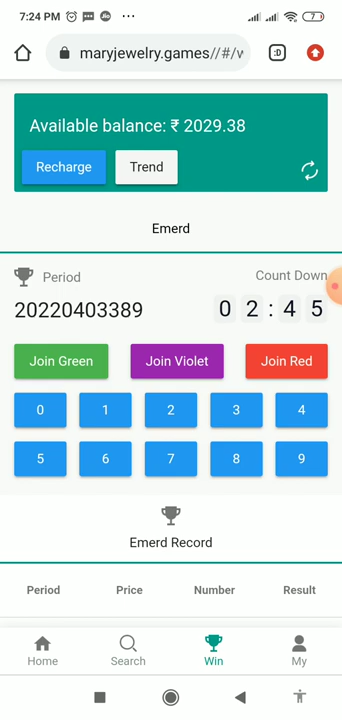 7:24 PM
7
maryjewelry.games//#/w
:D
Available balance: ₹ 2029.38
Recharge Trend
Emerd
Period Count Down
20220403389 0 2 : 4 5
Join Green Join Violet Join Red
0 1 2 3 4
5 6 7 8 9
Emerd Record
Period Price Number Result
Home Search Win My